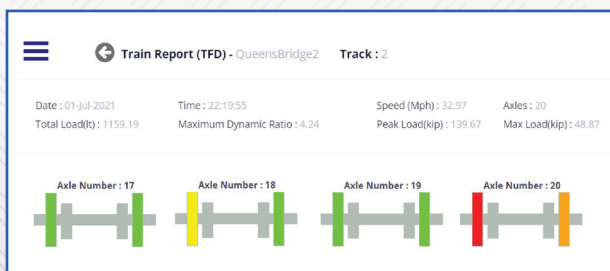 Train Report (TFD) - QueensBridge2 Track : 2
Date : 01-Jul-2021 Time : 22:19:55 Speed (Mph) : 32.97 Axles : 20
Total Load(lt) : 1159.19 Maximum Dynamic Ratio : 4.24 Peak Load(kip) : 139.67 Max Load(kip) : 48.87
Axle Number : 17 Axle Number : 18 Axle Number : 19 Axle Number : 20